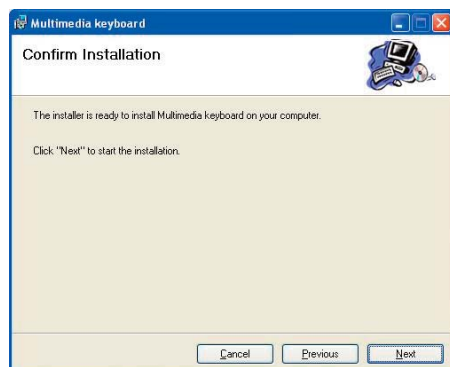 Multimedia keyboard
Confirm Installation
The installer is ready to install Multimedia keyboard on your computer.
Click "Next" to start the installation.
Cancel Previous Next